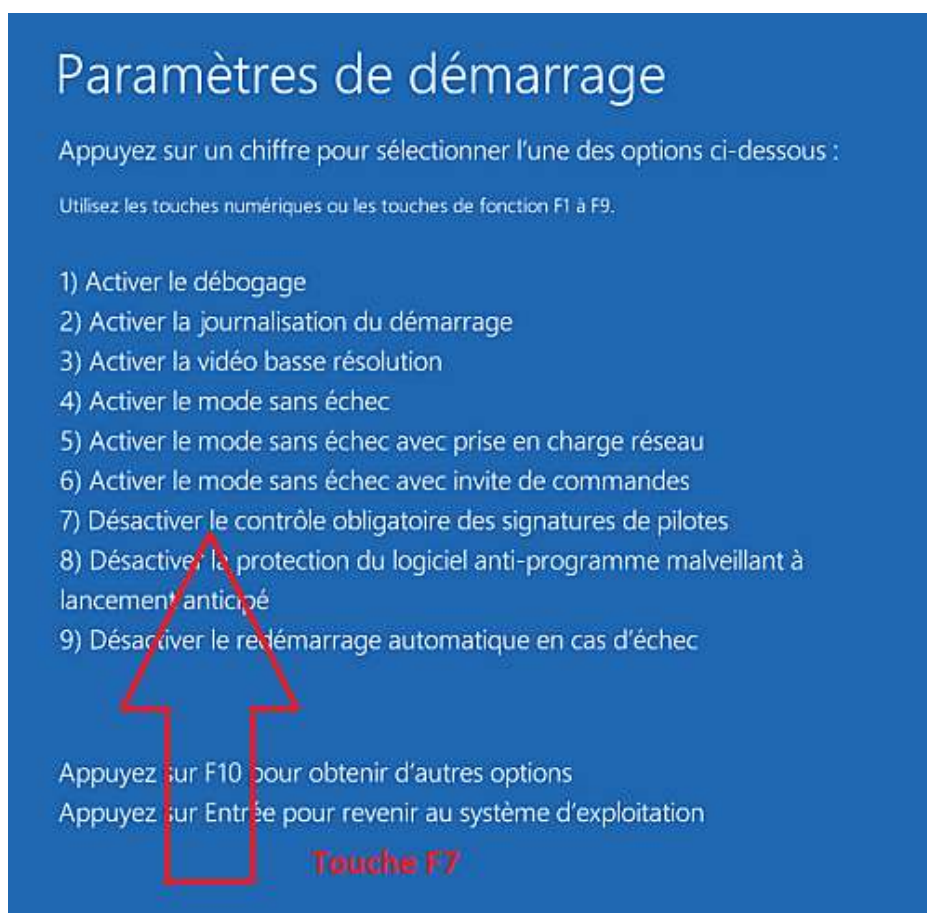 Paramètres de démarrage
Appuyez sur un chiffre pour sélectionner l'une des options ci-dessous :
Utilisez les touches numériques ou les touches de fonction F1 à F9.
1) Activer le débogage
2) Activer la journalisation du démarrage
3) Activer la vidéo basse résolution
4) Activer le mode sans échec
5) Activer le mode sans échec avec prise en charge réseau
6) Activer le mode sans échec avec invite de commandes
7) Désactiver le contrôle obligatoire des signatures de pilotes
8) Désactiver la protection du logiciel anti-programme malveillant à
lancement anticipé
9) Désactiver le redémarrage automatique en cas d'échec
Appuyez sur F10 pour obtenir d'autres options
Appuyez sur Entrée pour revenir au système d'exploitation
Touche F7